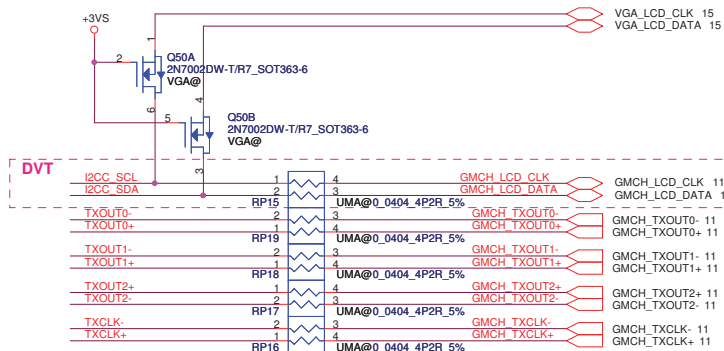 +3VS
VGA_LCD_CLK 15
VGA_LCD_DATA 15
1
2
Q50A
2N7002DW-T/R7_SOT363-6
VGA@
6
4
5
Q50B
2N7002DW-T/R7_SOT363-6
VGA@
3
DVT
I2CC_SCL 1 4 GMCH_LCD_CLK GMCH_LCD_CLK 11
I2CC_SDA 2 3 GMCH_LCD_DATA GMCH_LCD_DATA 1
RP15 UMA@0_0404_4P2R_5%
TXOUT0- 2 3 GMCH_TXOUT0- GMCH_TXOUT0- 11
TXOUT0+ 1 4 GMCH_TXOUT0+ GMCH_TXOUT0+ 11
RP19 UMA@0_0404_4P2R_5%
TXOUT1- 2 3 GMCH_TXOUT1- GMCH_TXOUT1- 11
TXOUT1+ 1 4 GMCH_TXOUT1+ GMCH_TXOUT1+ 11
RP18 UMA@0_0404_4P2R_5%
TXOUT2+ 1 4 GMCH_TXOUT2+ GMCH_TXOUT2+ 11
TXOUT2- 2 3 GMCH_TXOUT2- GMCH_TXOUT2- 11
RP17 UMA@0_0404_4P2R_5%
TXCLK- 2 3 GMCH_TXCLK- GMCH_TXCLK- 11
TXCLK+ 1 4 GMCH_TXCLK+ GMCH_TXCLK+ 11
RP16 UMA@0_0404_4P2R_5%